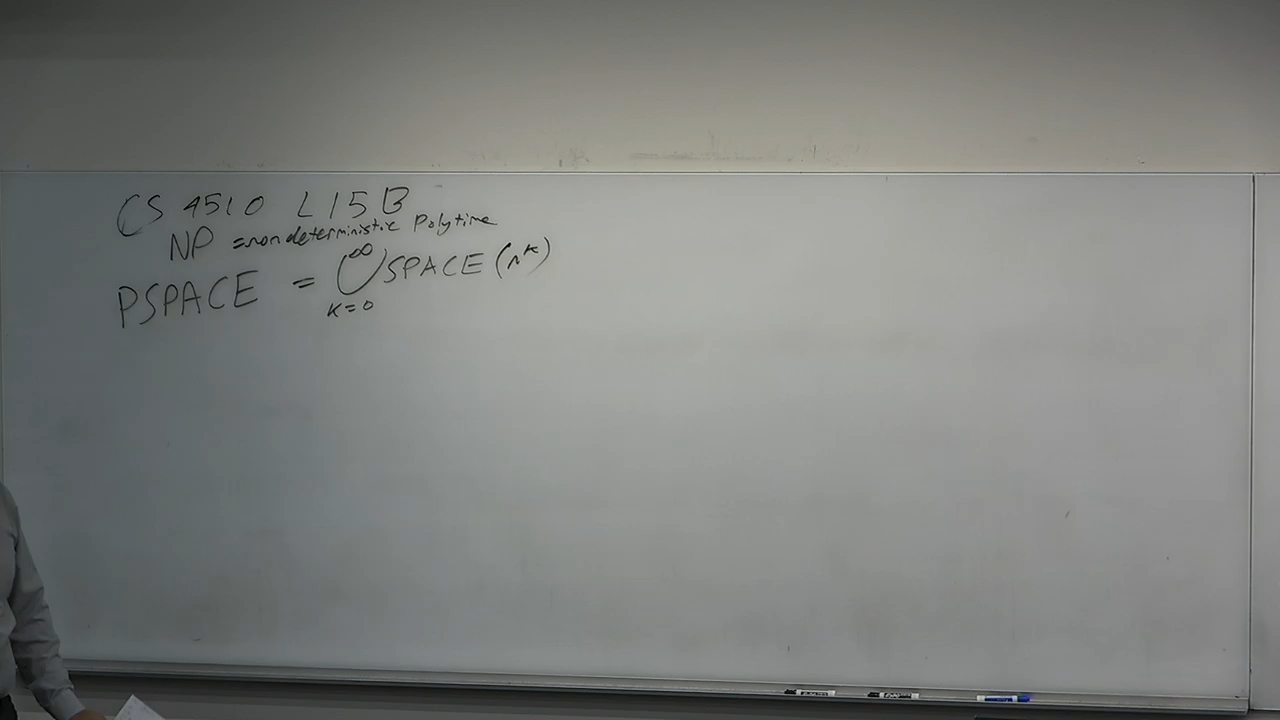 CS 4510 L15B
NP = nondeterministic Polytime
PSPACE = ∞⋃k=0 SPACE(n^k)